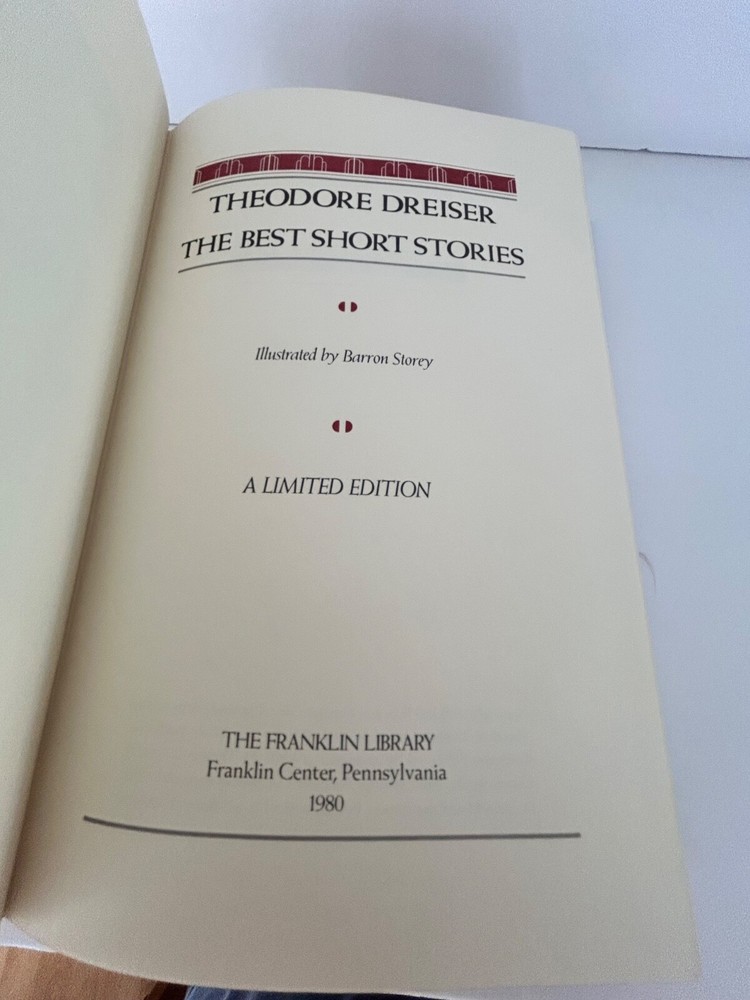 THEODORE DREISER
THE BEST SHORT STORIES
Illustrated by Barron Storey
A LIMITED EDITION
THE FRANKLIN LIBRARY
Franklin Center, Pennsylvania
1980